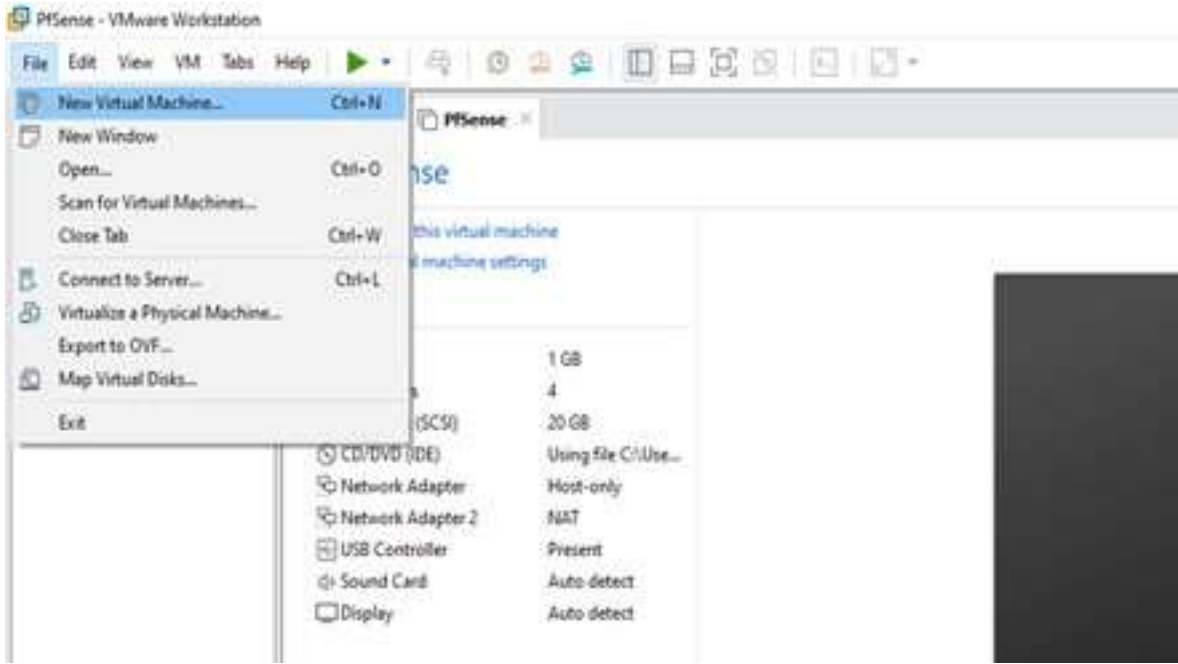 PfSense - VMware Workstation
File Edit View VM Tabs Help
New Virtual Machine... Ctrl+N
New Window
Open... Ctrl+O
Scan for Virtual Machines...
Close Tab Ctrl+W
Connect to Server... Ctrl+L
Virtualize a Physical Machine...
Export to OVF...
Map Virtual Disks...
Exit
PfSense
nse
this virtual machine
machine settings
1 GB
s 4
(SCSI) 20 GB
CD/DVD (IDE) Using file C:\Use...
Network Adapter Host-only
Network Adapter 2 NAT
USB Controller Present
Sound Card Auto detect
Display Auto detect